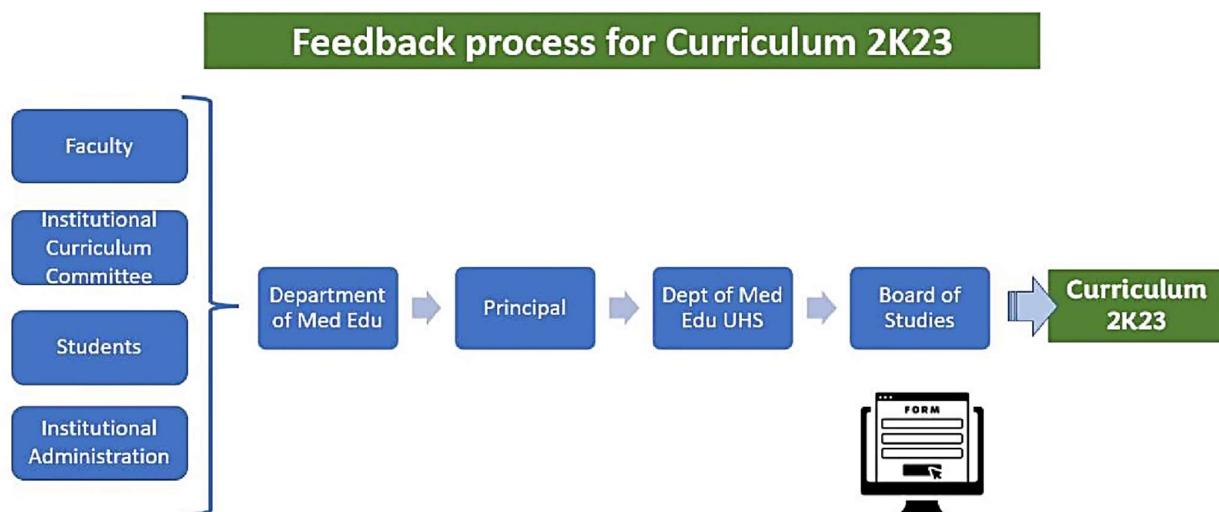 Feedback process for Curriculum 2K23
Faculty
Institutional
Curriculum
Committee
Students
Institutional
Administration
Department
of Med Edu
Principal
Dept of Med
Edu UHS
Board of
Studies
Curriculum
2K23
FORM